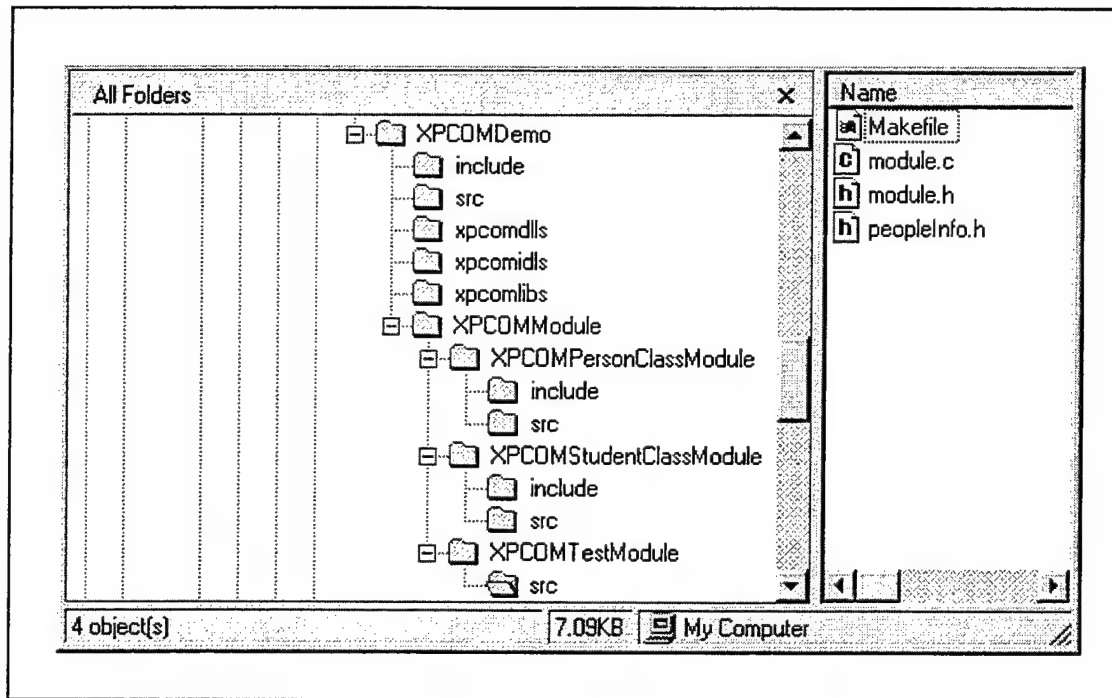 All Folders
XPCOMDemo
include
src
xpcomdlls
xpcomidls
xpcomlibs
XPCOMModule
XPCOMPersonClassModule
include
src
XPCOMStudentClassModule
include
src
XPCOMTestModule
src
Name
Makefile
module.c
module.h
peopleInfo.h
4 object(s)
7.09KB
My Computer